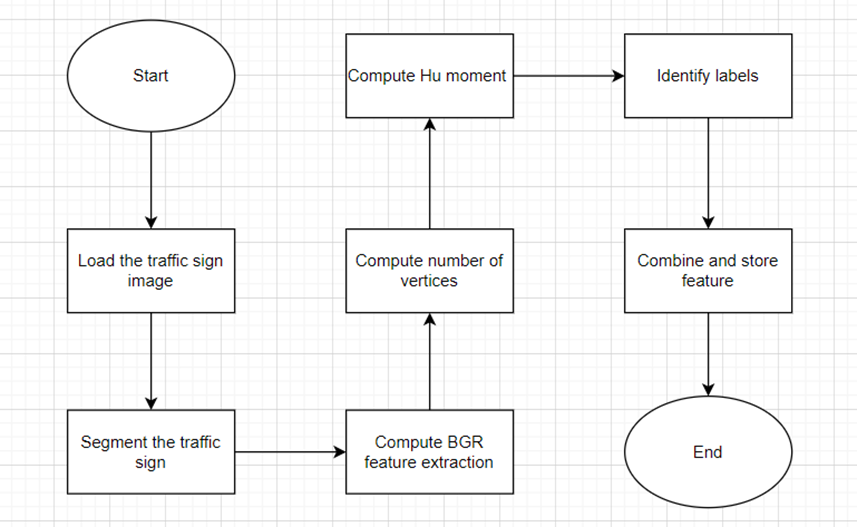 Start
Load the traffic sign
image
Segment the traffic
sign
Compute BGR
feature extraction
Compute number of
vertices
Compute Hu moment
Identify labels
Combine and store
feature
End